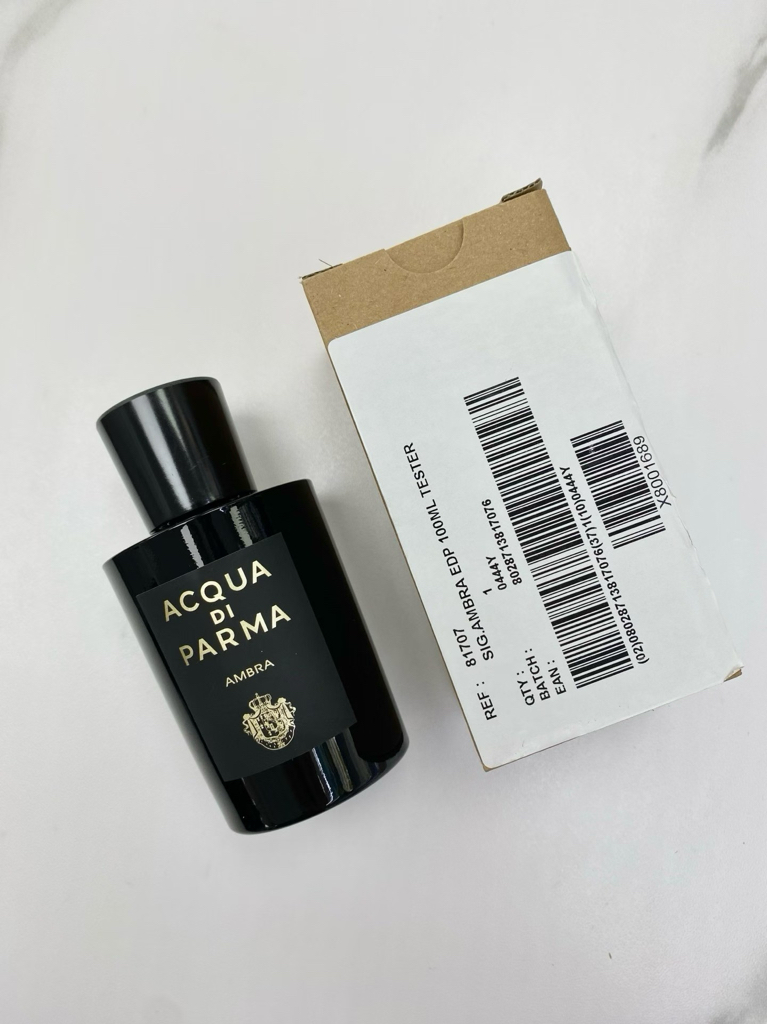 ACQUA
DI
PARMA
AMBRA
REF : 81707
SIG.AMBRA EDP 100ML TESTER
QTY : 1
BATCH : 0444Y
EAN : 8028713817076
(02)08028713817076(37)1(10)0444Y
X8001689